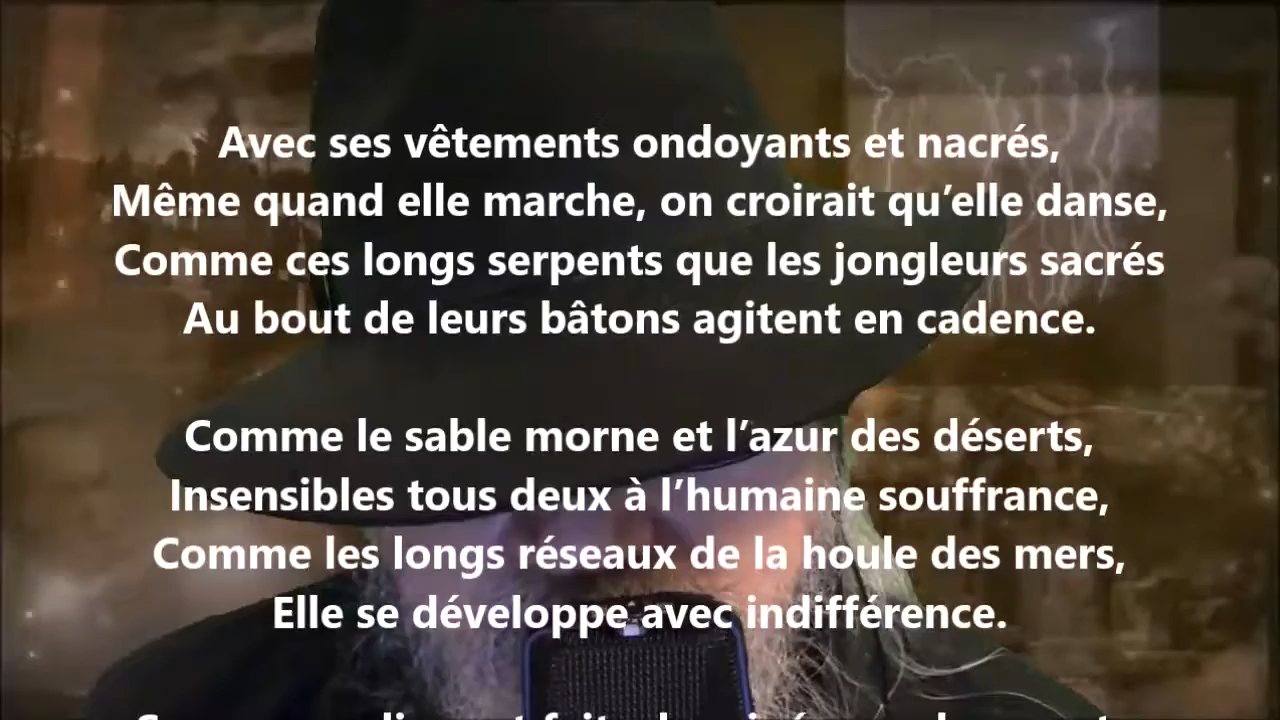 Avec ses vêtements ondoyants et nacrés,
Même quand elle marche, on croirait qu’elle danse,
Comme ces longs serpents que les jongleurs sacrés
Au bout de leurs bâtons agitent en cadence.
Comme le sable morne et l’azur des déserts,
Insensibles tous deux à l’humaine souffrance,
Comme les longs réseaux de la houle des mers,
Elle se développe avec indifférence.